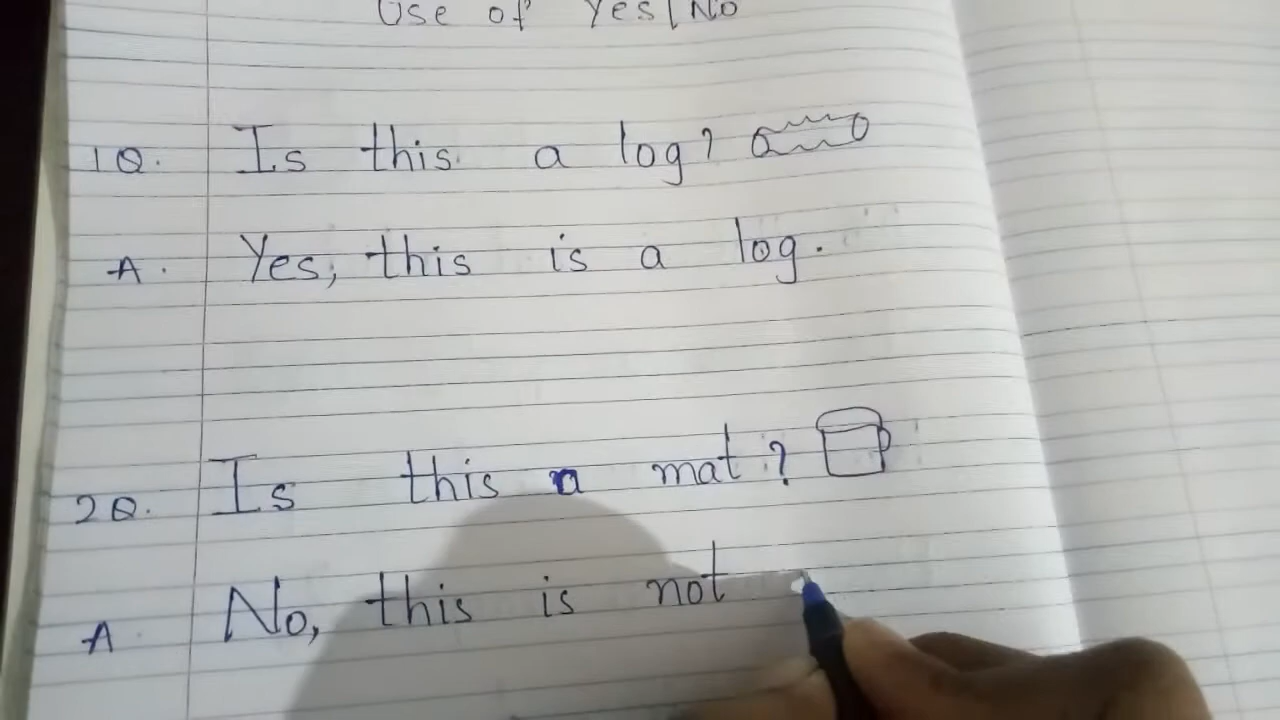 Use of Yes/No
1Q. Is this a log?
A. Yes, this is a log.
2Q. Is this a mat?
A No, this is not